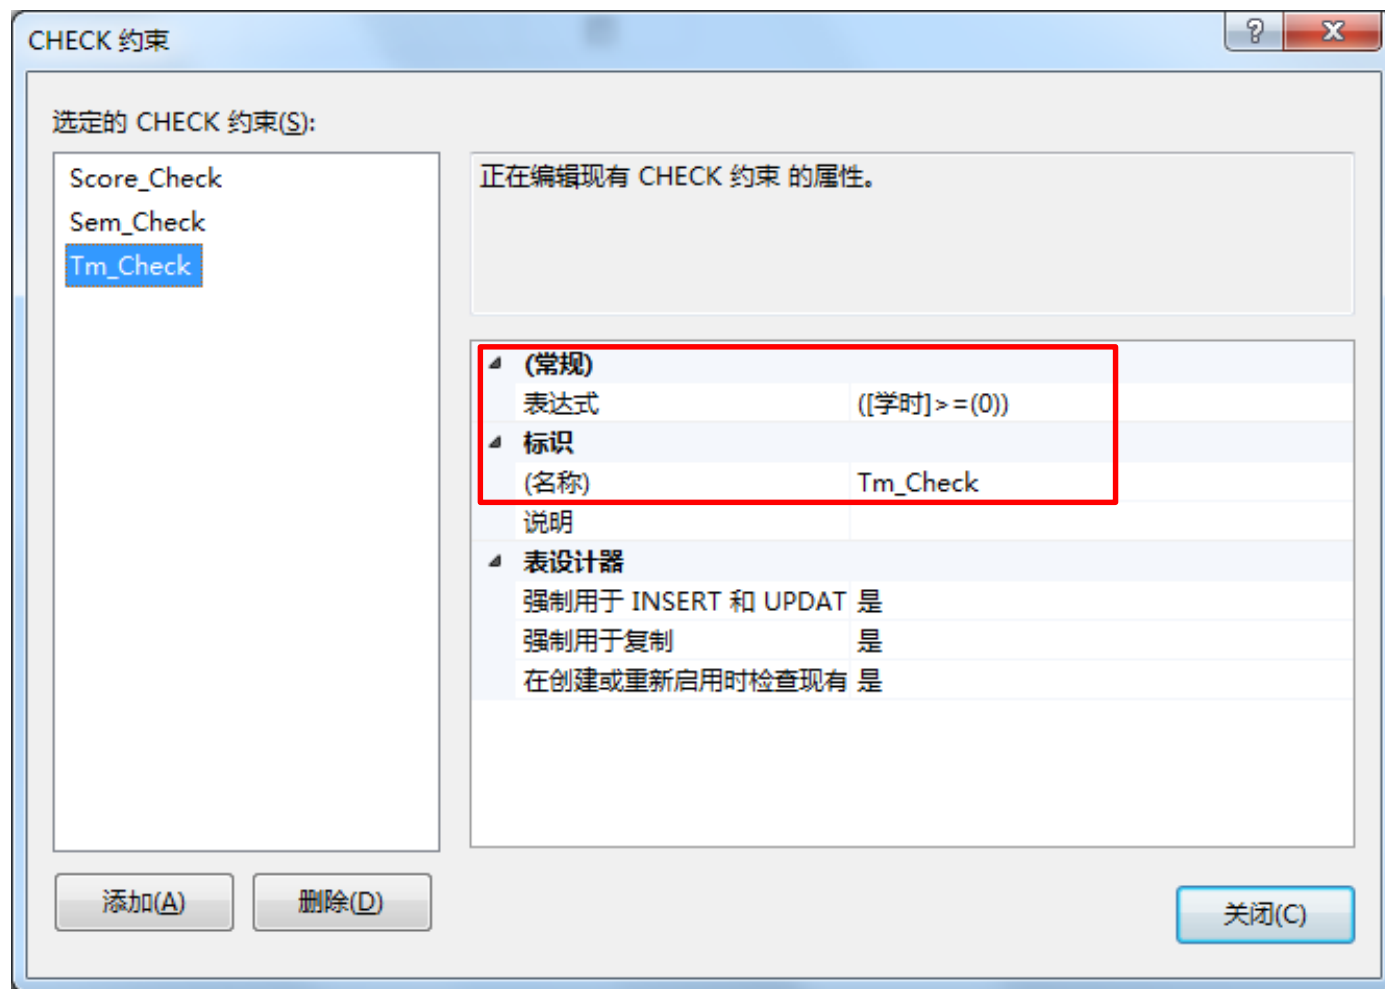 CHECK 约束
选定的 CHECK 约束(S):
Score_Check
Sem_Check
Tm_Check
正在编辑现有 CHECK 约束 的属性。
(常规)
表达式 ([学时]>=(0))
标识
(名称) Tm_Check
说明
表设计器
强制用于 INSERT 和 UPDAT 是
强制用于复制 是
在创建或重新启用时检查现有 是
添加(A) 删除(D)
关闭(C)